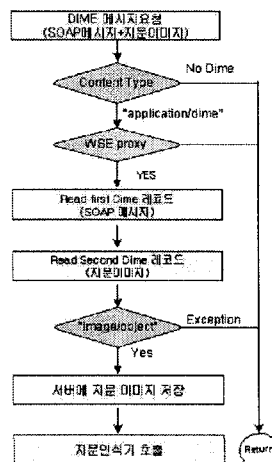 DIME 메시지요청
(SOAP메시지+지문이미지)
Content Type
No Dime
"application/dime"
WSE proxy
YES
Read first Dime 레코드
(SOAP 메시지)
Read Second Dime 레코드
(지문이미지)
"image/object"
Exception
Yes
서버에 지문 이미지 저장
지문인식기 호출
Return